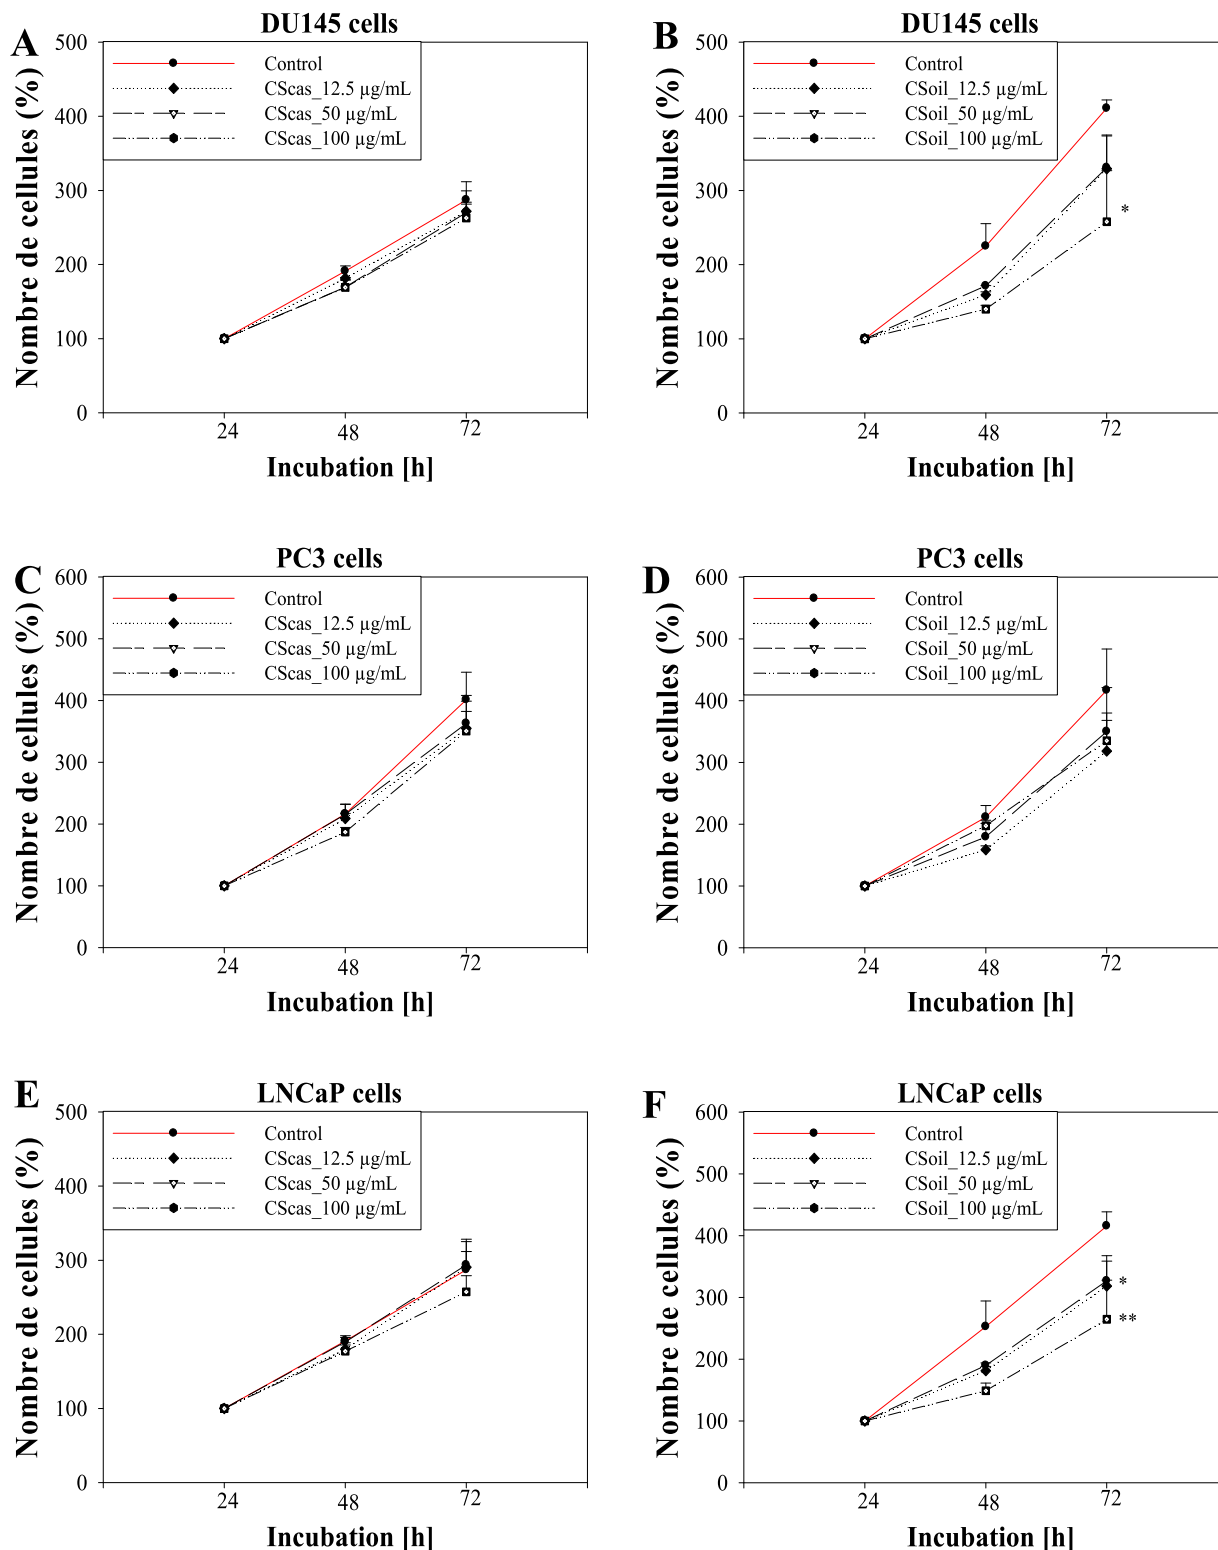 A
DU145 cells
Nombre de cellules (%)
500
400
300
200
100
0
Control
CScas_12.5 µg/mL
CScas_50 µg/mL
CScas_100 µg/mL
24
48
72
Incubation [h]
B
DU145 cells
Nombre de cellules (%)
500
400
300
200
100
0
Control
CSoil_12.5 µg/mL
CSoil_50 µg/mL
CSoil_100 µg/mL
*
24
48
72
Incubation [h]
C
PC3 cells
Nombre de cellules (%)
600
500
400
300
200
100
0
Control
CScas_12.5 µg/mL
CScas_50 µg/mL
CScas_100 µg/mL
24
48
72
Incubation [h]
D
PC3 cells
Nombre de cellules (%)
600
500
400
300
200
100
0
Control
CSoil_12.5 µg/mL
CSoil_50 µg/mL
CSoil_100 µg/mL
24
48
72
Incubation [h]
E
LNCaP cells
Nombre de cellules (%)
500
400
300
200
100
0
Control
CScas_12.5 µg/mL
CScas_50 µg/mL
CScas_100 µg/mL
24
48
72
Incubation [h]
F
LNCaP cells
Nombre de cellules (%)
600
500
400
300
200
100
0
Control
CSoil_12.5 µg/mL
CSoil_50 µg/mL
CSoil_100 µg/mL
*
**
24
48
72
Incubation [h]